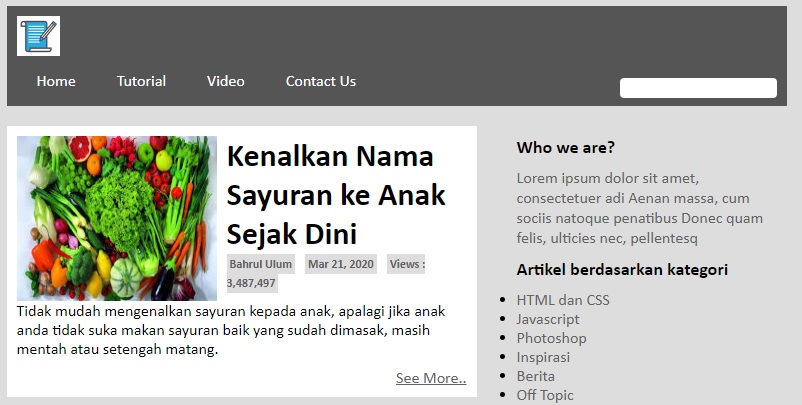 Home Tutorial Video Contact Us
Kenalkan Nama
Sayuran ke Anak
Sejak Dini
Bahrul Ulum Mar 21, 2020 Views :
3,487,497
Tidak mudah mengenalkan sayuran kepada anak, apalagi jika anak
anda tidak suka makan sayuran baik yang sudah dimasak, masih
mentah atau setengah matang.
See More..
Who we are?
Lorem ipsum dolor sit amet,
consectetuer adi Aenan massa, cum
sociis natoque penatibus Donec quam
felis, ulticies nec, pellentesq
Artikel berdasarkan kategori
HTML dan CSS
Javascript
Photoshop
Inspirasi
Berita
Off Topic